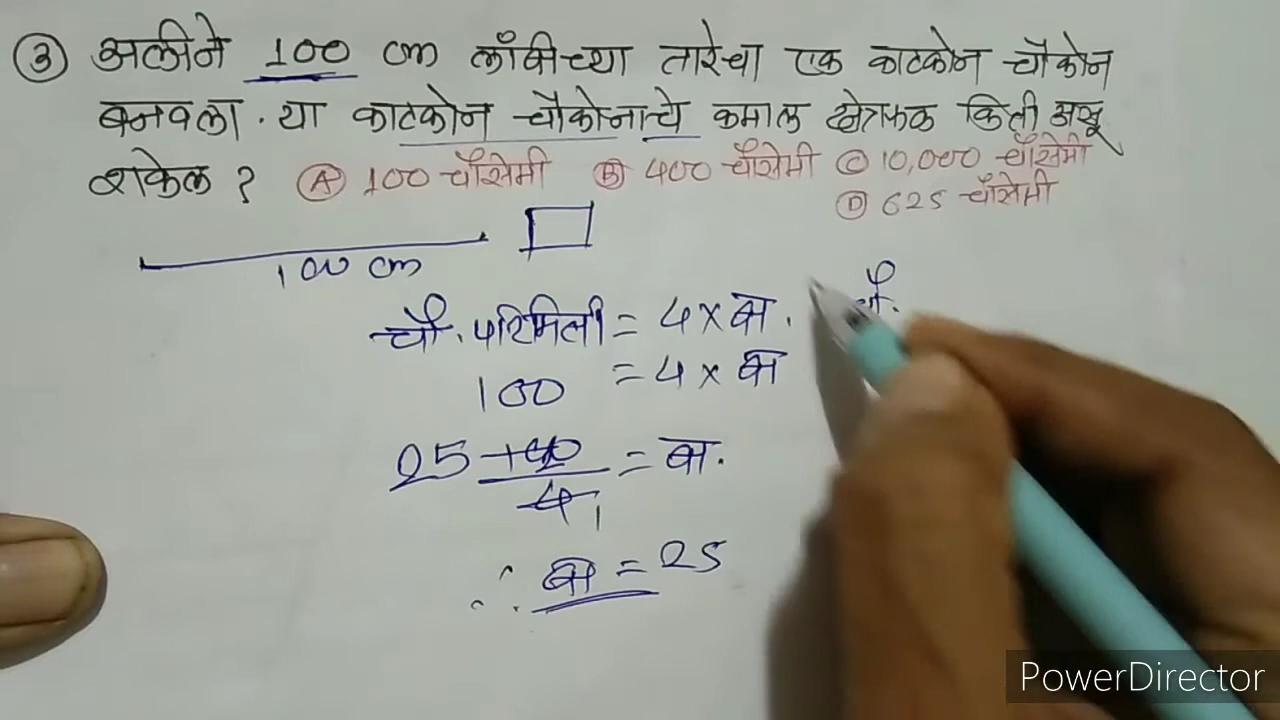 ③ अलीने 100 cm लाँबीच्या तारेचा एक काटकोन चौकोन
बनवला. या काटकोन चौकोनाचे कमाल क्षेत्रफळ किती असू
शकेल ? Ⓐ 100 चौसेमी Ⓑ 400 चौसेमी Ⓒ 10,000 चौसेमी
Ⓓ 625 चौसेमी
100 cm
चौ. परिमिती = 4 × बा.
100 = 4 × बा
25 100/4 1 = बा.
∴ बा = 25
चौ.
PowerDirector